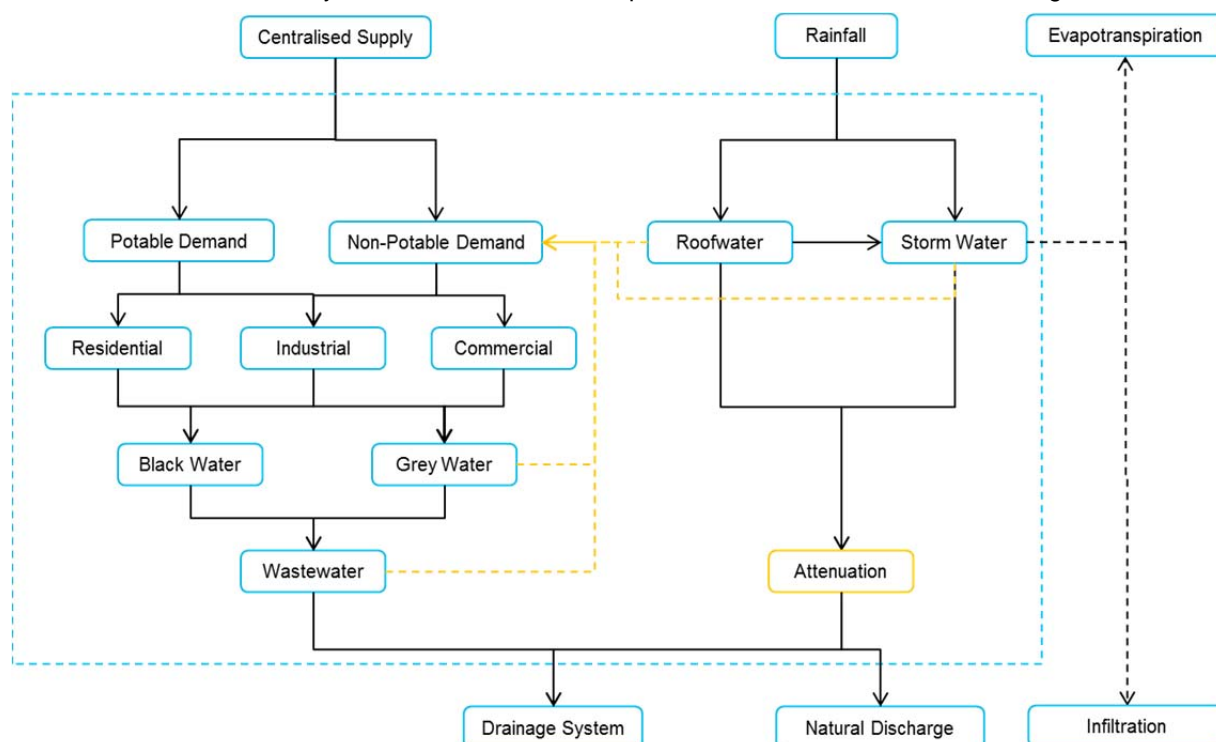 Centralised Supply
Rainfall
Evapotranspiration
Potable Demand
Non-Potable Demand
Roofwater
Storm Water
Residential
Industrial
Commercial
Black Water
Grey Water
Wastewater
Attenuation
Drainage System
Natural Discharge
Infiltration